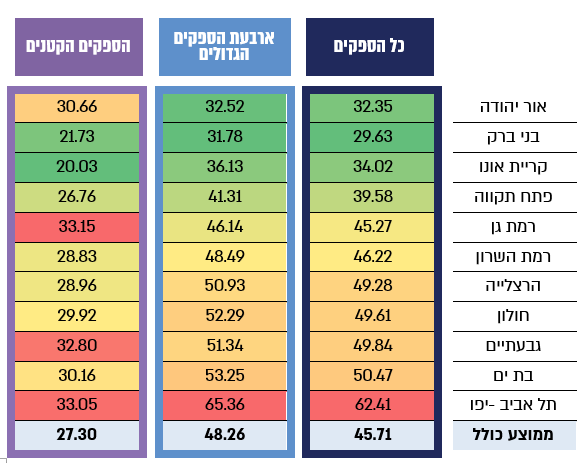 כל הספקים
ארבעת הספקים
הגדולים
הספקים הקטנים
אור יהודה 32.35 32.52 30.66
בני ברק 29.63 31.78 21.73
קריית אונו 34.02 36.13 20.03
פתח תקווה 39.58 41.31 26.76
רמת גן 45.27 46.14 33.15
רמת השרון 46.22 48.49 28.83
הרצלייה 49.28 50.93 28.96
חולון 49.61 52.29 29.92
גבעתיים 49.84 51.34 32.80
בת ים 50.47 53.25 30.16
תל אביב -יפו 62.41 65.36 33.05
ממוצע כולל 45.71 48.26 27.30